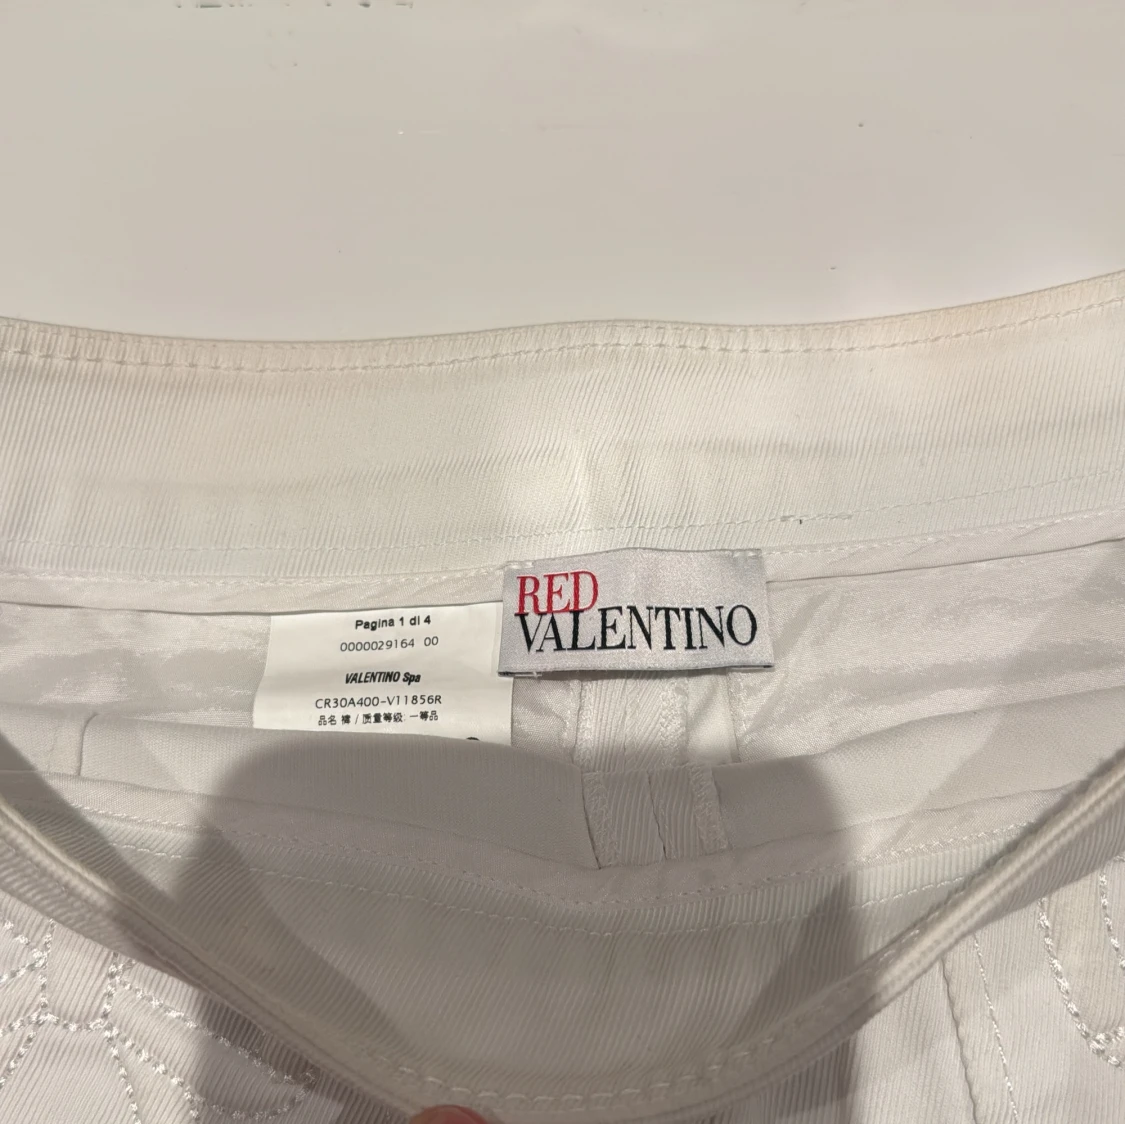 RED
VALENTINO
Pagina 1 di 4
0000029164 00
VALENTINO Spa
CR30A400-V11856R
品名 裤 / 质量等级 一等品